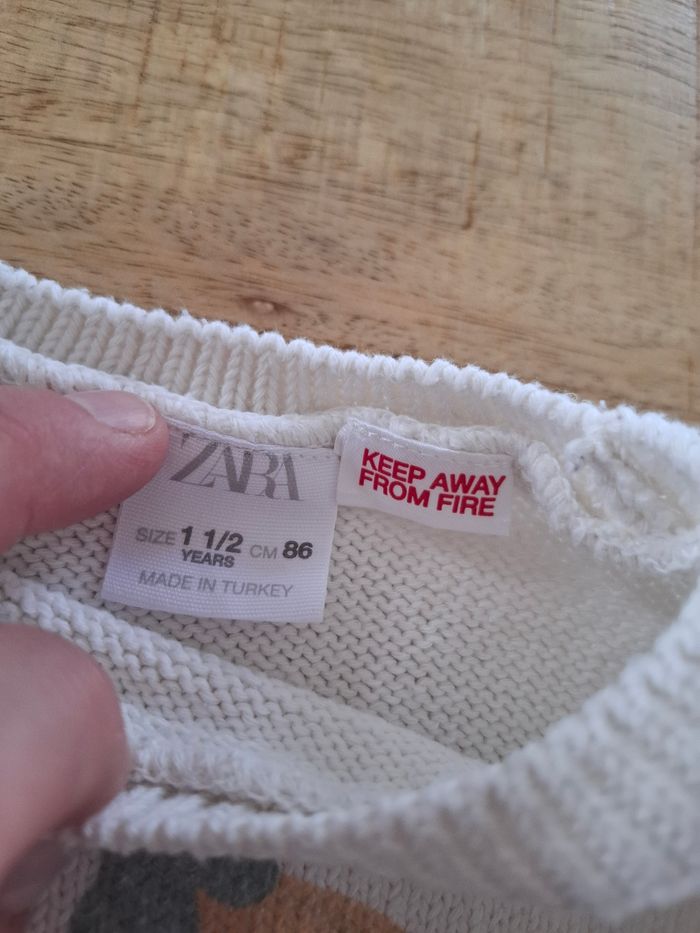 ZARA
SIZE 1 1/2 CM 86
YEARS
MADE IN TURKEY
KEEP AWAY
FROM FIRE